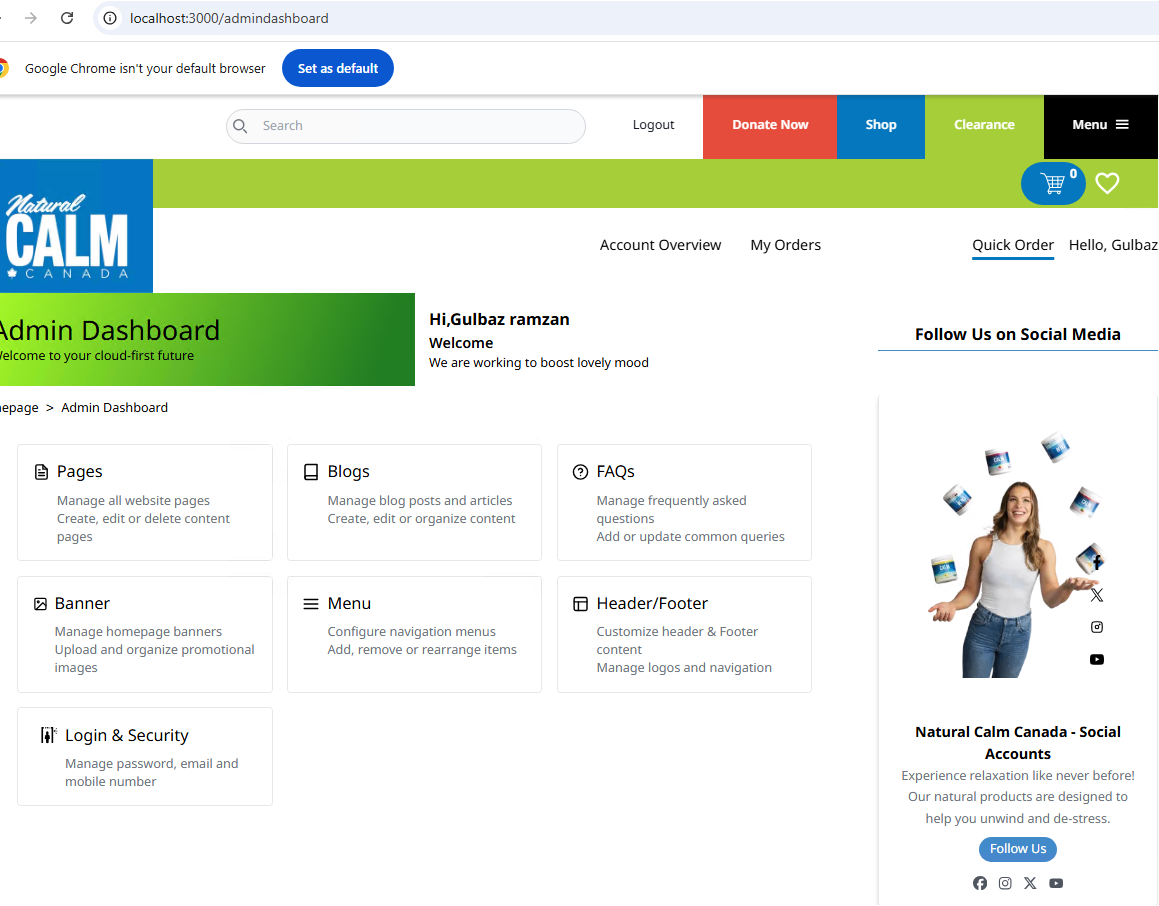 localhost:3000/admindashboard
Google Chrome isn't your default browser
Set as default
Search
Logout
Donate Now
Shop
Clearance
Menu
0
Natural
CALM
CANADA
Account Overview
My Orders
Quick Order
Hello, Gulbaz
Admin Dashboard
Welcome to your cloud-first future
Hi,Gulbaz ramzan
Welcome
We are working to boost lovely mood
Follow Us on Social Media
epage > Admin Dashboard
Pages
Manage all website pages
Create, edit or delete content
pages
Blogs
Manage blog posts and articles
Create, edit or organize content
FAQs
Manage frequently asked
questions
Add or update common queries
Banner
Manage homepage banners
Upload and organize promotional
images
Menu
Configure navigation menus
Add, remove or rearrange items
Header/Footer
Customize header & Footer
content
Manage logos and navigation
Login & Security
Manage password, email and
mobile number
Natural Calm Canada - Social
Accounts
Experience relaxation like never before!
Our natural products are designed to
help you unwind and de-stress.
Follow Us